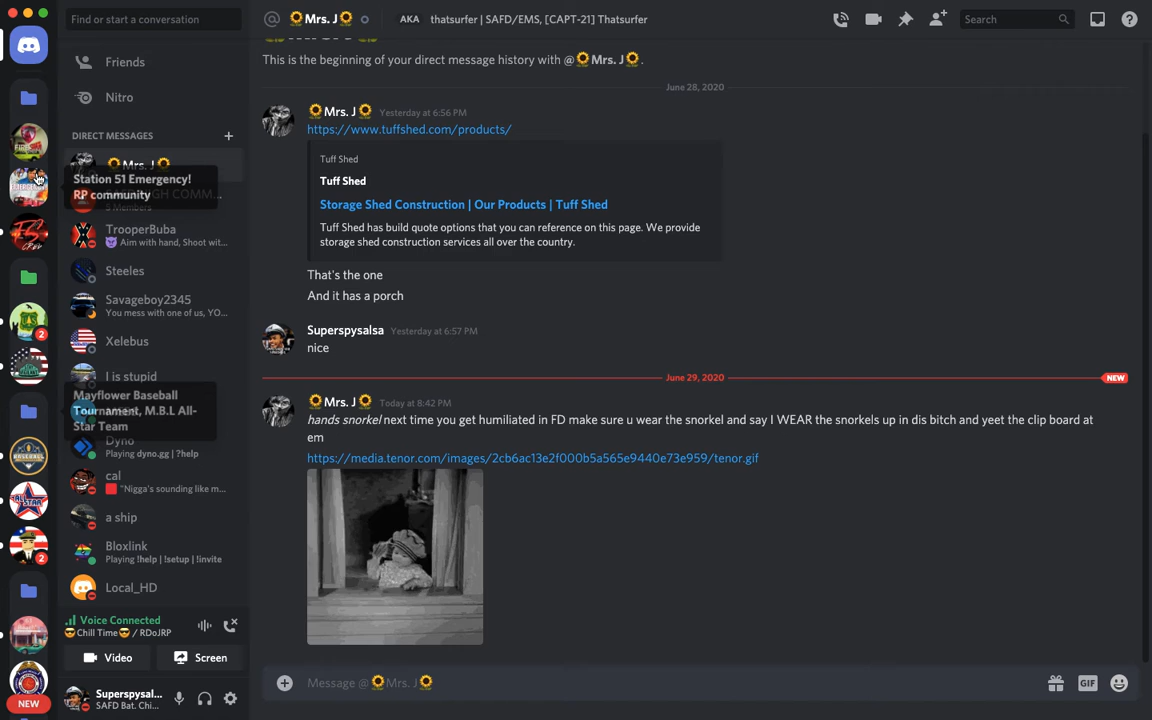 Find or start a conversation
@ 🌻Mrs. J🌻 AKA thatsurfer | SAFD/EMS, [CAPT-21] Thatsurfer
Search
Friends
Nitro
DIRECT MESSAGES +
🌻Mrs. J🌻
Station 51 Emergency!
RP community
5 Members
TrooperBuba
😈 Aim with hand, Shoot wit...
Steeles
Savageboy2345
You mess with one of us, YO...
Xelebus
I is stupid
Mayflower Baseball
Tournament, M.B.L All-
Star Team
Dyno
Playing dyno.gg | ?help
cal
🟥 "Nigga's sounding like m...
a ship
Bloxlink
Playing !help | !setup | !invite
Local_HD
Voice Connected
😎Chill Time😎 / RDoJRP
Video
Screen
Superspysal...
SAFD Bat. Chi...
2
2
NEW
This is the beginning of your direct message history with @🌻Mrs. J🌻.
June 28, 2020
🌻Mrs. J🌻 Yesterday at 6:56 PM
https://www.tuffshed.com/products/
Tuff Shed
Tuff Shed
Storage Shed Construction | Our Products | Tuff Shed
Tuff Shed has build quote options that you can reference on this page. We provide
storage shed construction services all over the country.
That's the one
And it has a porch
Superspysalsa Yesterday at 6:57 PM
nice
June 29, 2020 NEW
🌻Mrs. J🌻 Today at 8:42 PM
hands snorkel next time you get humiliated in FD make sure u wear the snorkel and say I WEAR the snorkels up in dis bitch and yeet the clip board at
em
https://media.tenor.com/images/2cb6ac13e2f000b5a565e9440e73e959/tenor.gif
Message @🌻Mrs. J🌻
GIF